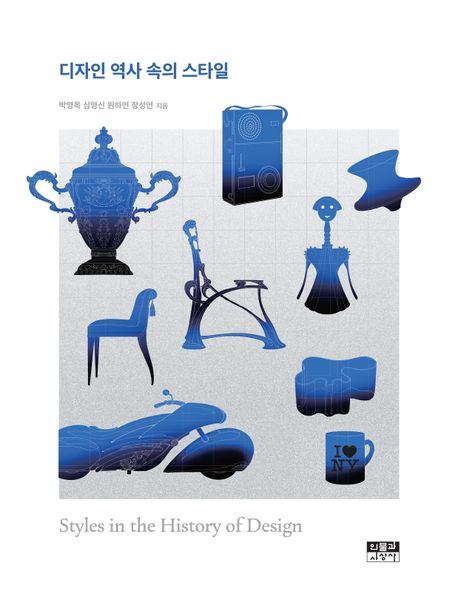 디자인 역사 속의 스타일
박영목 심영신 원하연 장성연 지음
I♥
NY
Styles in the History of Design
인물과
사상사